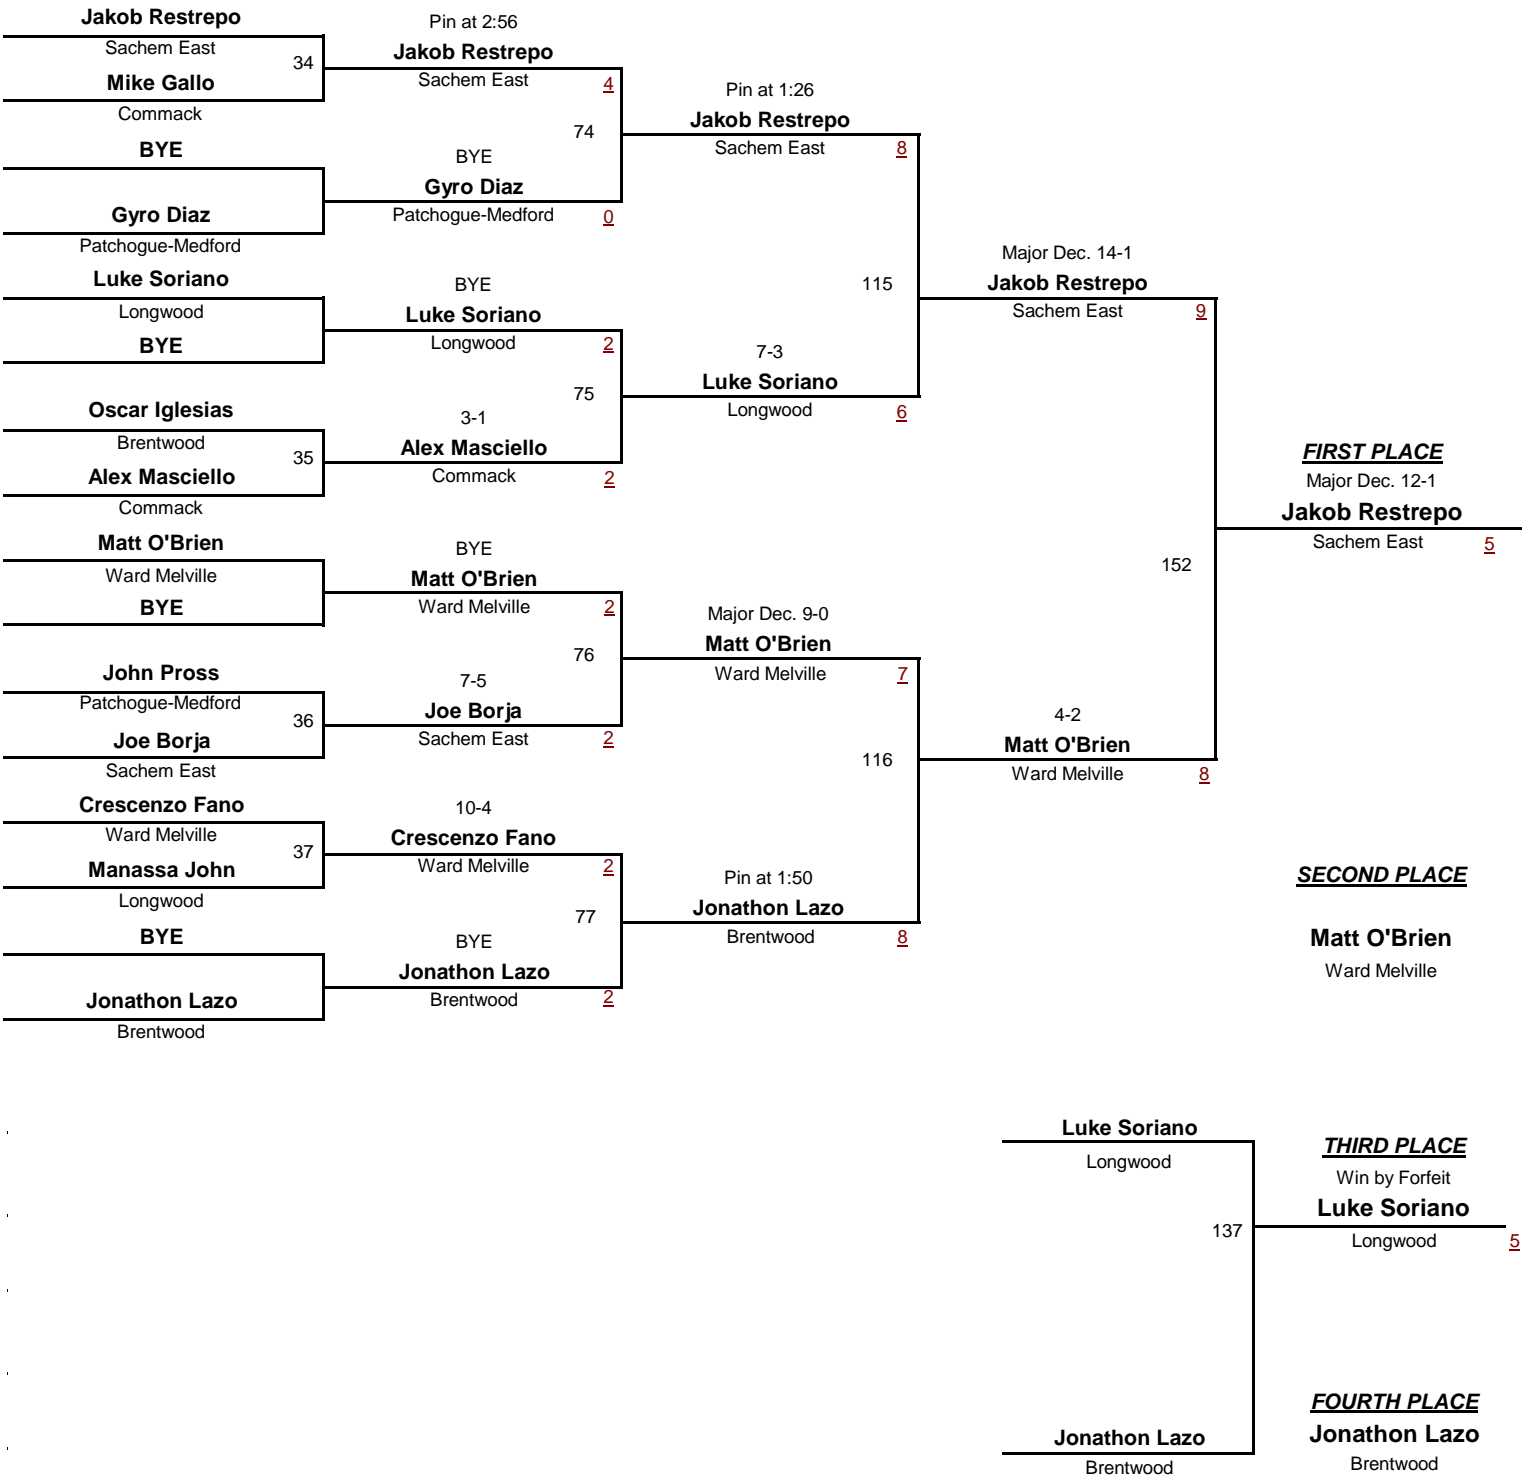 Jakob Restrepo
Sachem East
34
Mike Gallo
Commack
BYE
Gyro Diaz
Patchogue-Medford
Luke Soriano
Longwood
BYE
Oscar Iglesias
Brentwood
35
Alex Masciello
Commack
Matt O'Brien
Ward Melville
BYE
John Pross
Patchogue-Medford
36
Joe Borja
Sachem East
Crescenzo Fano
Ward Melville
37
Manassa John
Longwood
BYE
Jonathon Lazo
Brentwood
Pin at 2:56
Jakob Restrepo
Sachem East
4
74
BYE
Gyro Diaz
Patchogue-Medford
0
BYE
Luke Soriano
Longwood
2
75
3-1
Alex Masciello
Commack
2
BYE
Matt O'Brien
Ward Melville
2
76
7-5
Joe Borja
Sachem East
2
10-4
Crescenzo Fano
Ward Melville
2
77
BYE
Jonathon Lazo
Brentwood
2
Pin at 1:26
Jakob Restrepo
Sachem East
8
115
7-3
Luke Soriano
Longwood
6
Major Dec. 9-0
Matt O'Brien
Ward Melville
7
116
Pin at 1:50
Jonathon Lazo
Brentwood
8
Major Dec. 14-1
Jakob Restrepo
Sachem East
9
152
4-2
Matt O'Brien
Ward Melville
8
FIRST PLACE
Major Dec. 12-1
Jakob Restrepo
Sachem East
5
SECOND PLACE
Matt O'Brien
Ward Melville
Luke Soriano
Longwood
137
Jonathon Lazo
Brentwood
THIRD PLACE
Win by Forfeit
Luke Soriano
Longwood
5
FOURTH PLACE
Jonathon Lazo
Brentwood